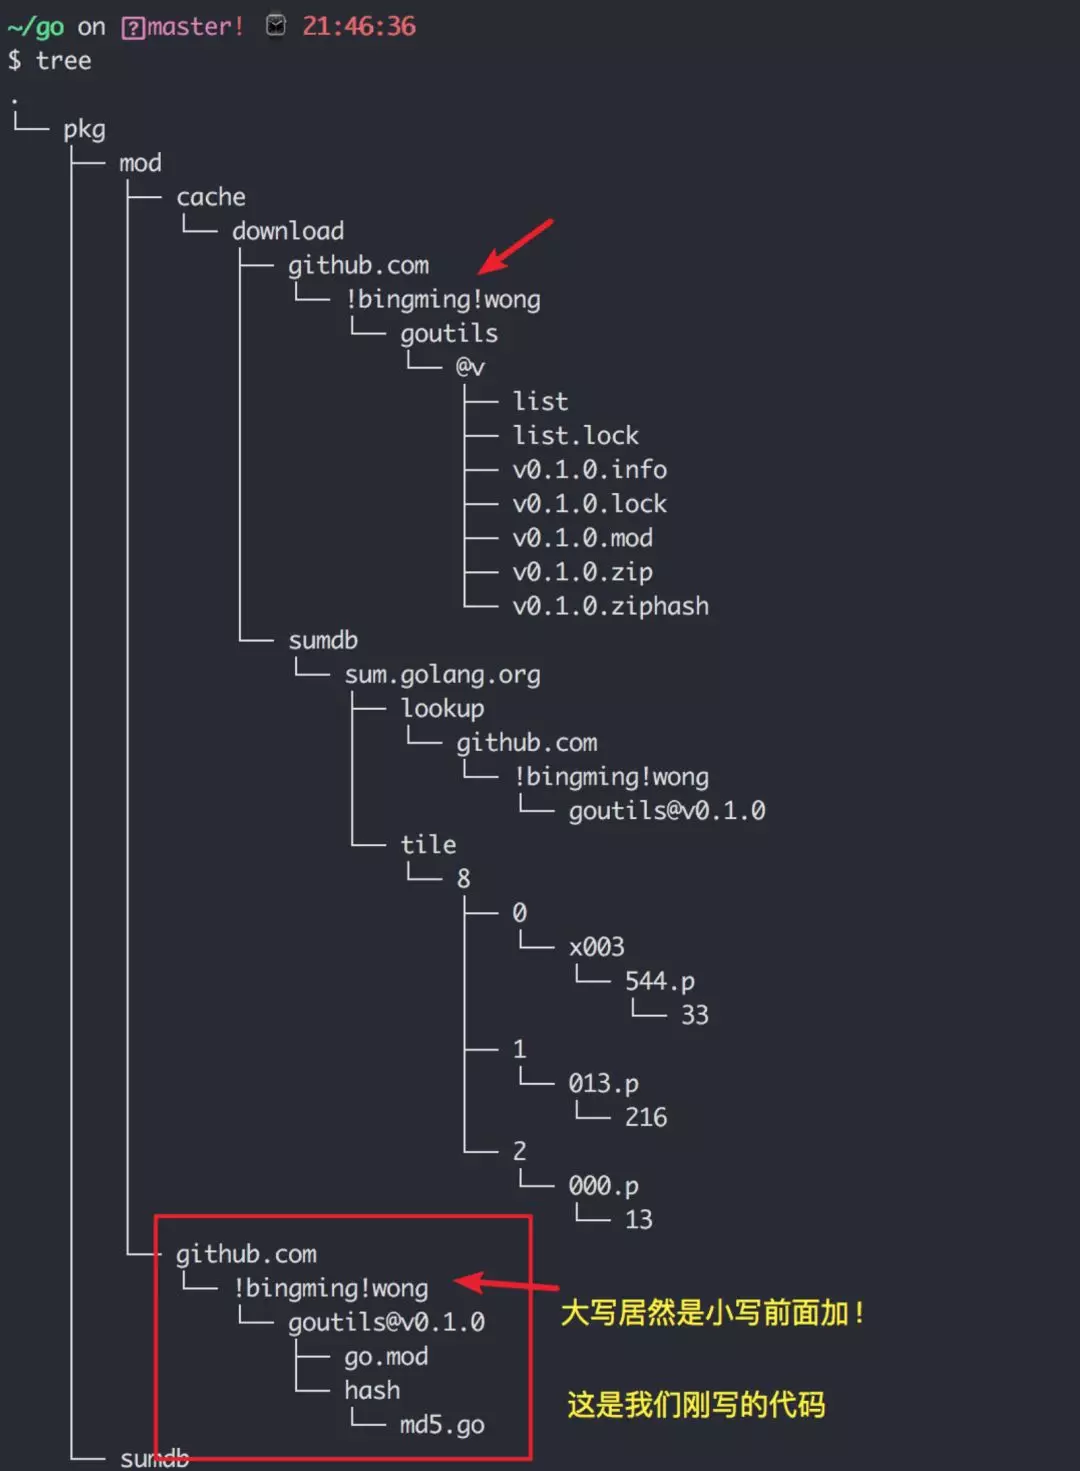 ~/go on master! 21:46:36
$ tree
.
└── pkg
├── mod
├── cache
└── download
├── github.com
└── !bingming!wong
└── goutils
└── @v
├── list
├── list.lock
├── v0.1.0.info
├── v0.1.0.lock
├── v0.1.0.mod
├── v0.1.0.zip
└── v0.1.0.ziphash
└── sumdb
└── sum.golang.org
├── lookup
└── github.com
└── !bingming!wong
└── goutils@v0.1.0
└── tile
└── 8
├── 0
└── x003
└── 544.p
└── 33
├── 1
└── 013.p
└── 216
└── 2
└── 000.p
└── 13
└── github.com
└── !bingming!wong
大写居然是小写前面加！
└── goutils@v0.1.0
├── go.mod
└── hash
这是我们刚写的代码
└── md5.go
└── sumdb